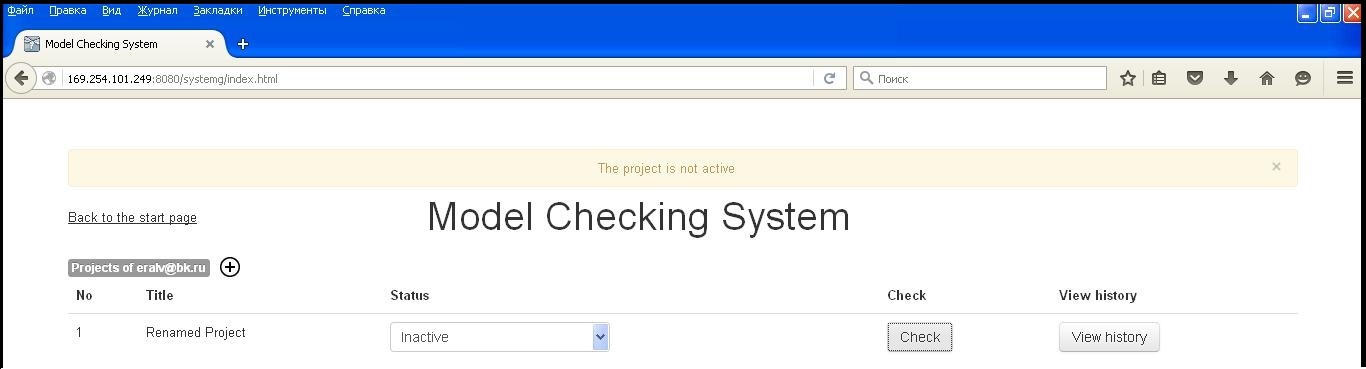 Файл Правка Вид Журнал Закладки Инструменты Справка
Model Checking System
169.254.101.249:8080/systemg/index.html
Поиск
The project is not active
Back to the start page
Model Checking System
Projects of eralv@bk.ru
No Title Status Check View history
1 Renamed Project Inactive Check View history